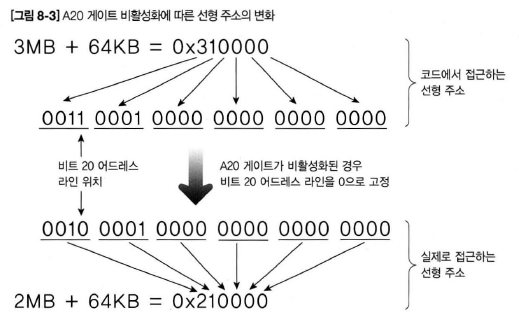 [그림 8-3] A20 게이트 비활성화에 따른 선형 주소의 변화
3MB + 64KB = 0x310000
코드에서 접근하는
선형 주소
0011 0001 0000 0000 0000 0000
비트 20 어드레스
라인 위치
A20 게이트가 비활성화된 경우
비트 20 어드레스 라인을 0으로 고정
0010 0001 0000 0000 0000 0000
실제로 접근하는
선형 주소
2MB + 64KB = 0x210000